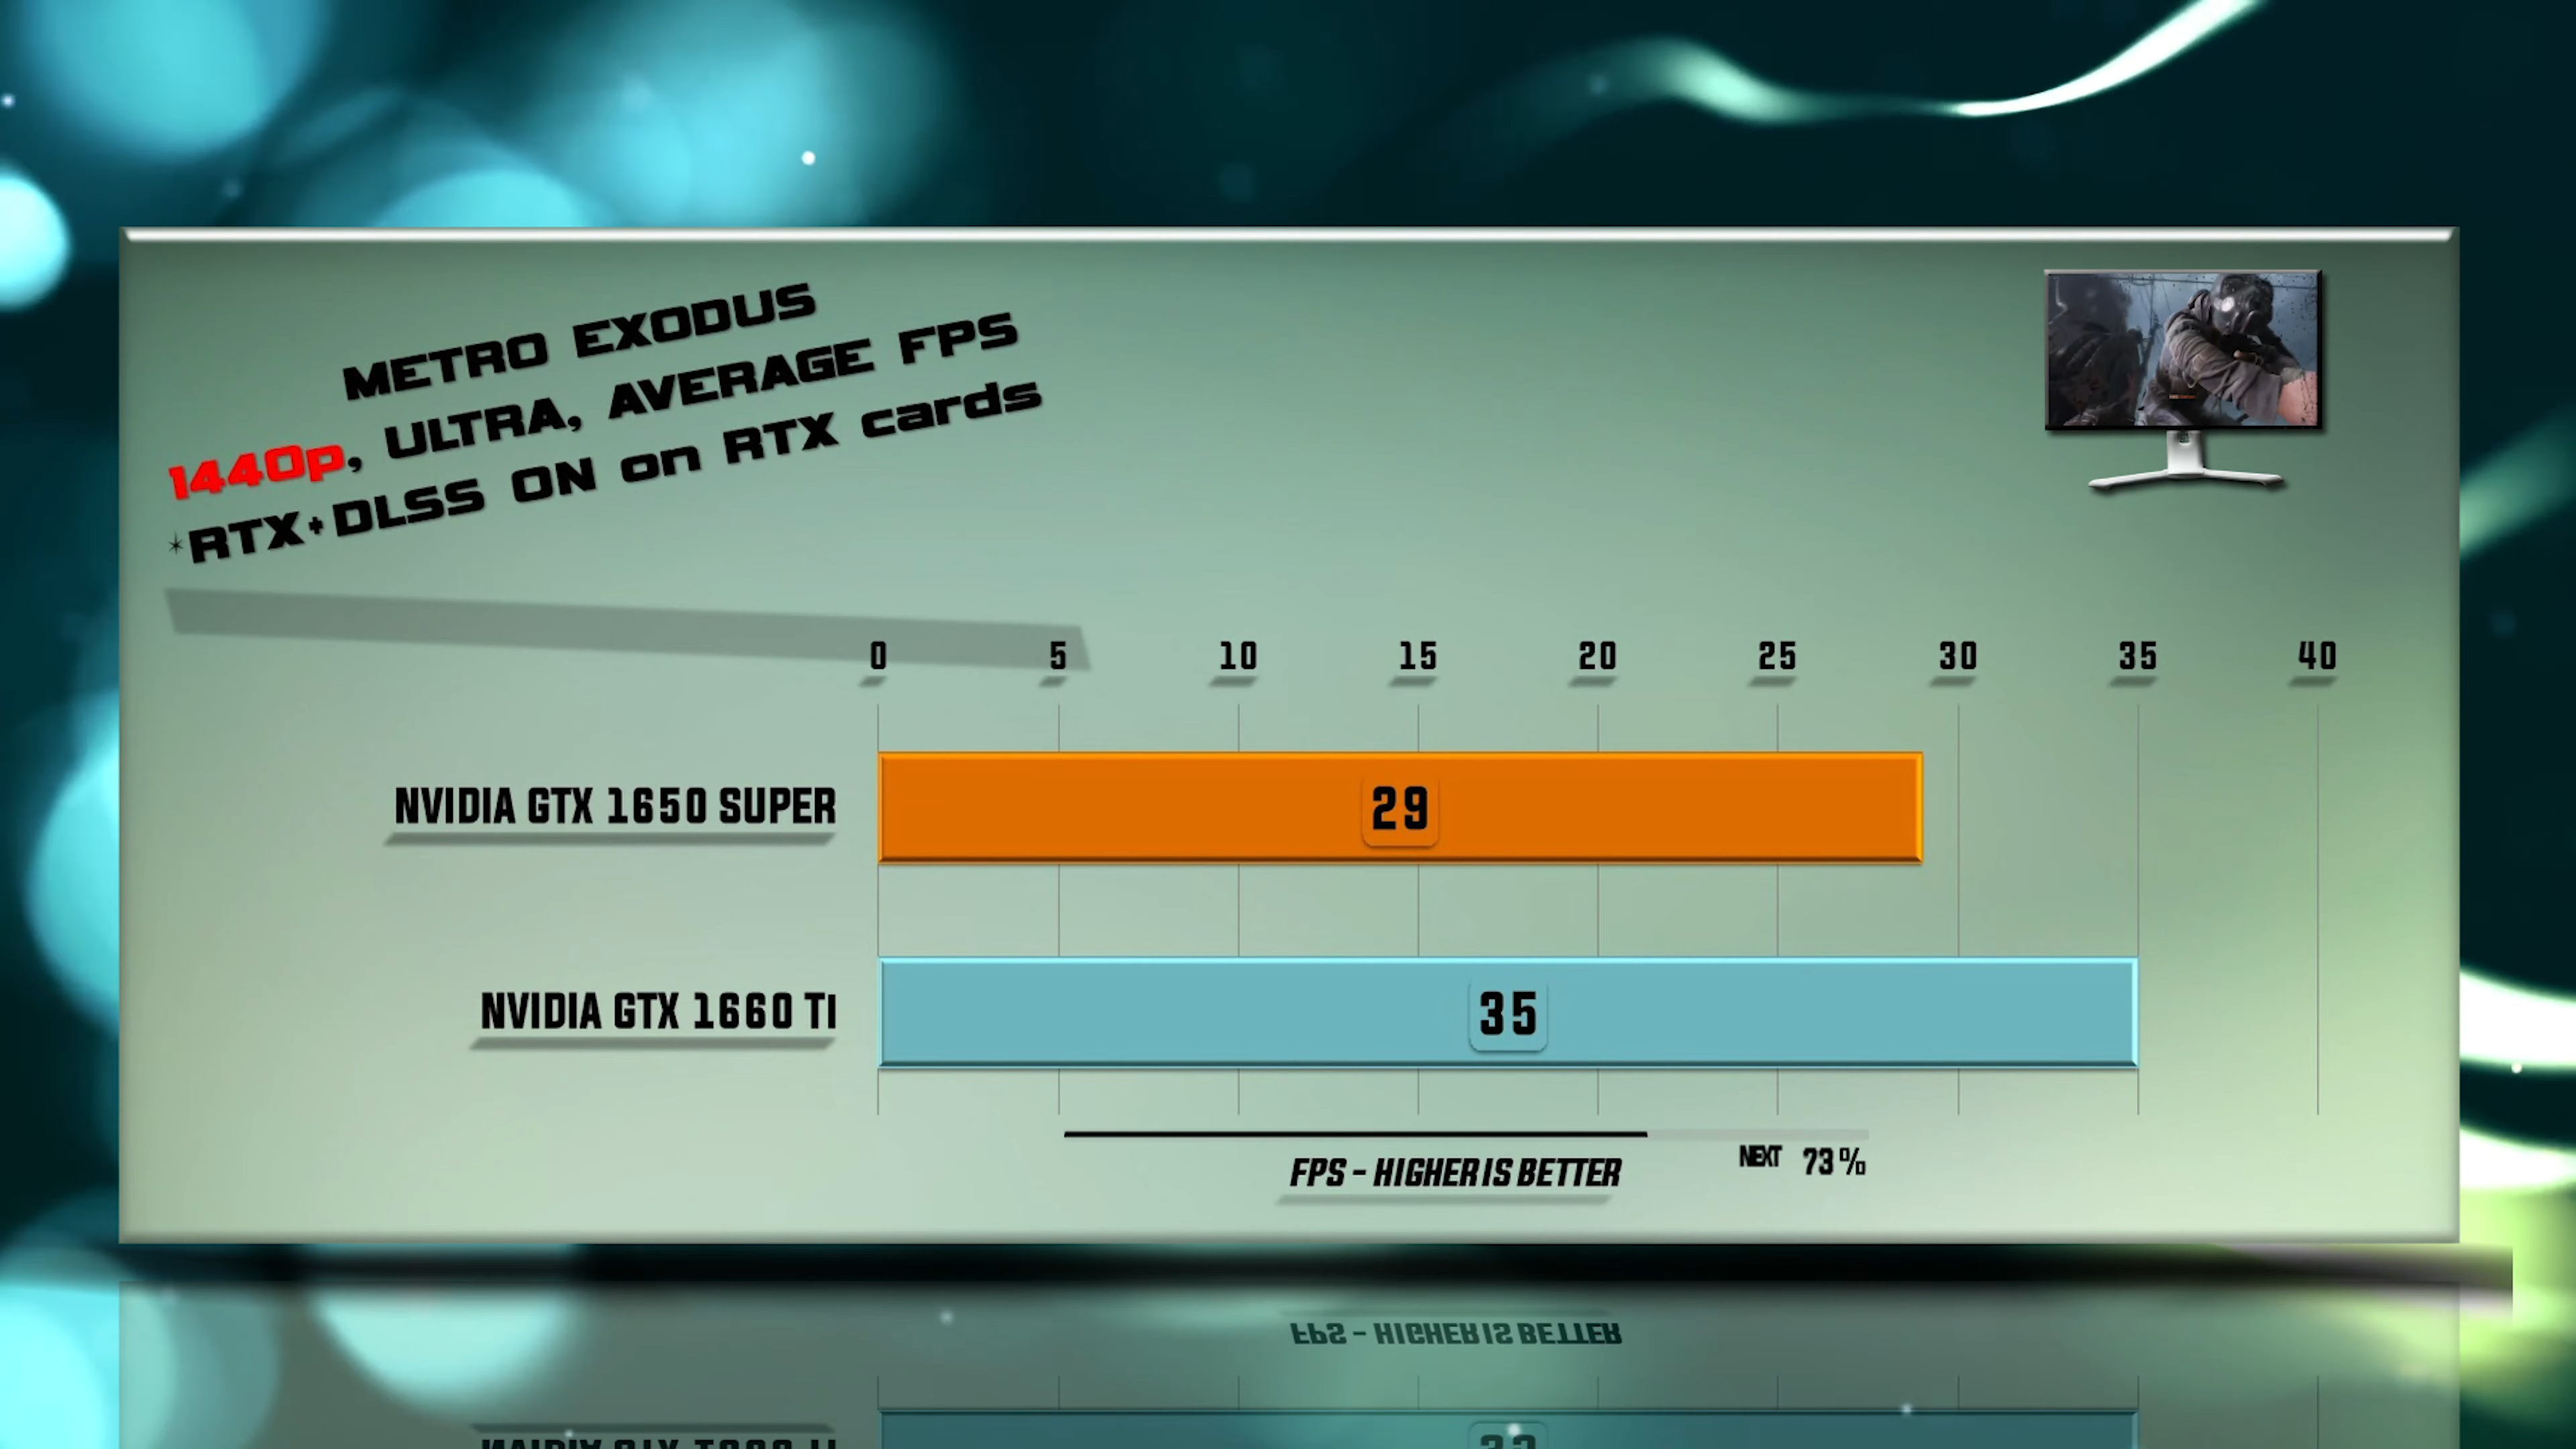 METRO EXODUS
1440p, ULTRA, AVERAGE FPS
*RTX+DLSS ON on RTX cards
0 5 10 15 20 25 30 35 40
NVIDIA GTX 1650 SUPER 29
NVIDIA GTX 1660 TI 35
FPS - HIGHER IS BETTER
NEXT 73%